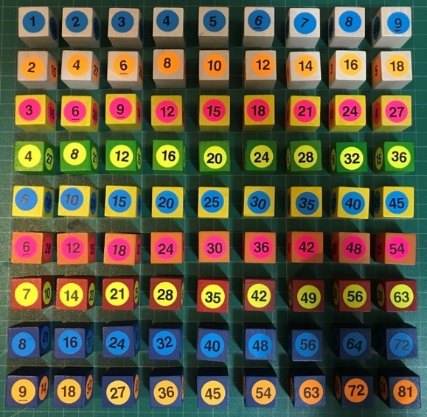 1 2 3 4 5 6 7 8 9
2 4 6 8 10 12 14 16 18
3 6 9 12 15 18 21 24 27
4 8 12 16 20 24 28 32 36
5 10 15 20 25 30 35 40 45
6 12 18 24 30 36 42 48 54
7 14 21 28 35 42 49 56 63
8 16 24 32 40 48 56 64 72
9 18 27 36 45 54 63 72 81